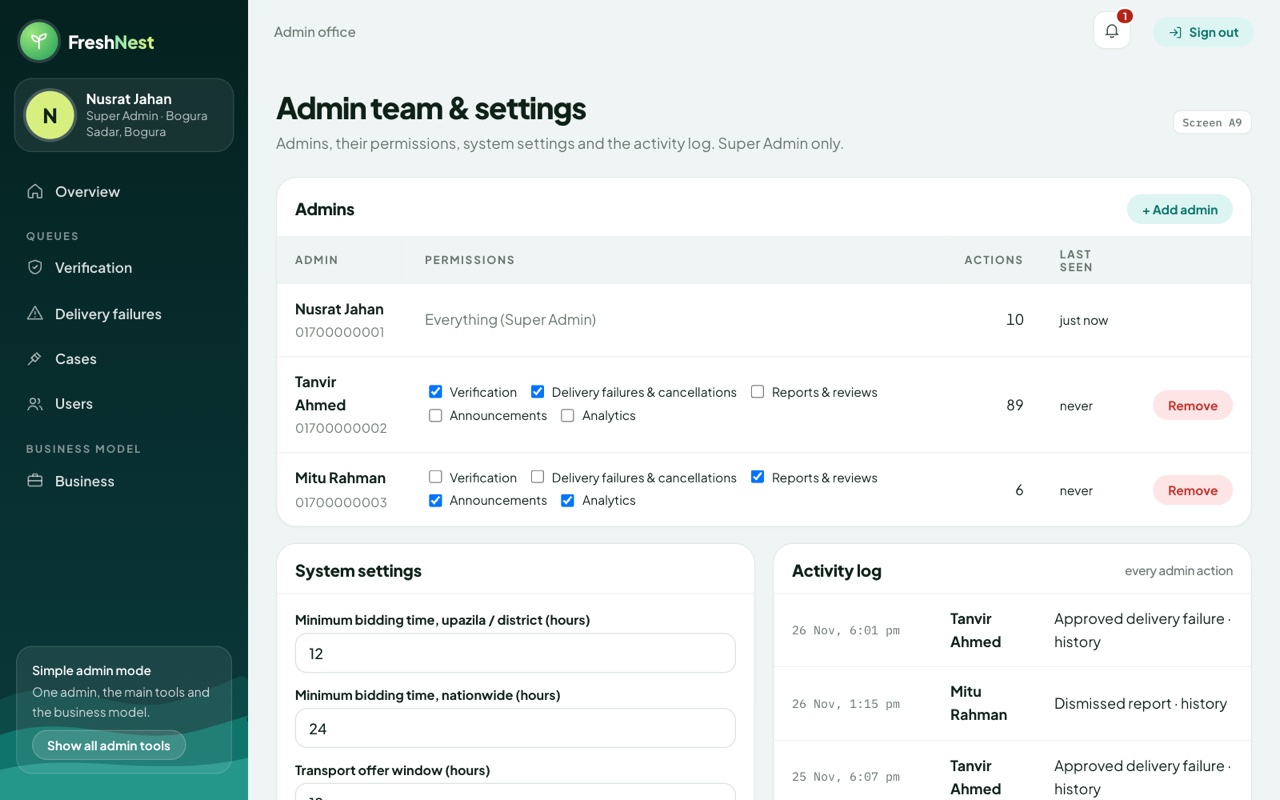 FreshNest
N
Nusrat Jahan
Super Admin · Bogura
Sadar, Bogura
Overview
QUEUES
Verification
Delivery failures
Cases
Users
BUSINESS MODEL
Business
Simple admin mode
One admin, the main tools and
the business model.
Show all admin tools
Admin office
1
Sign out
Admin team & settings
Admins, their permissions, system settings and the activity log. Super Admin only.
Screen A9
Admins
+ Add admin
ADMIN PERMISSIONS ACTIONS LAST
SEEN
Nusrat Jahan
01700000001
Everything (Super Admin) 10 just now
Tanvir
Ahmed
01700000002
Verification Delivery failures & cancellations Reports & reviews
Announcements Analytics
89 never Remove
Mitu Rahman
01700000003
Verification Delivery failures & cancellations Reports & reviews
Announcements Analytics
6 never Remove
System settings
Minimum bidding time, upazila / district (hours)
12
Minimum bidding time, nationwide (hours)
24
Transport offer window (hours)
Activity log
every admin action
26 Nov, 6:01 pm
Tanvir
Ahmed
Approved delivery failure ·
history
26 Nov, 1:15 pm
Mitu
Rahman
Dismissed report · history
25 Nov, 6:07 pm
Tanvir
Ahmed
Approved delivery failure ·
history